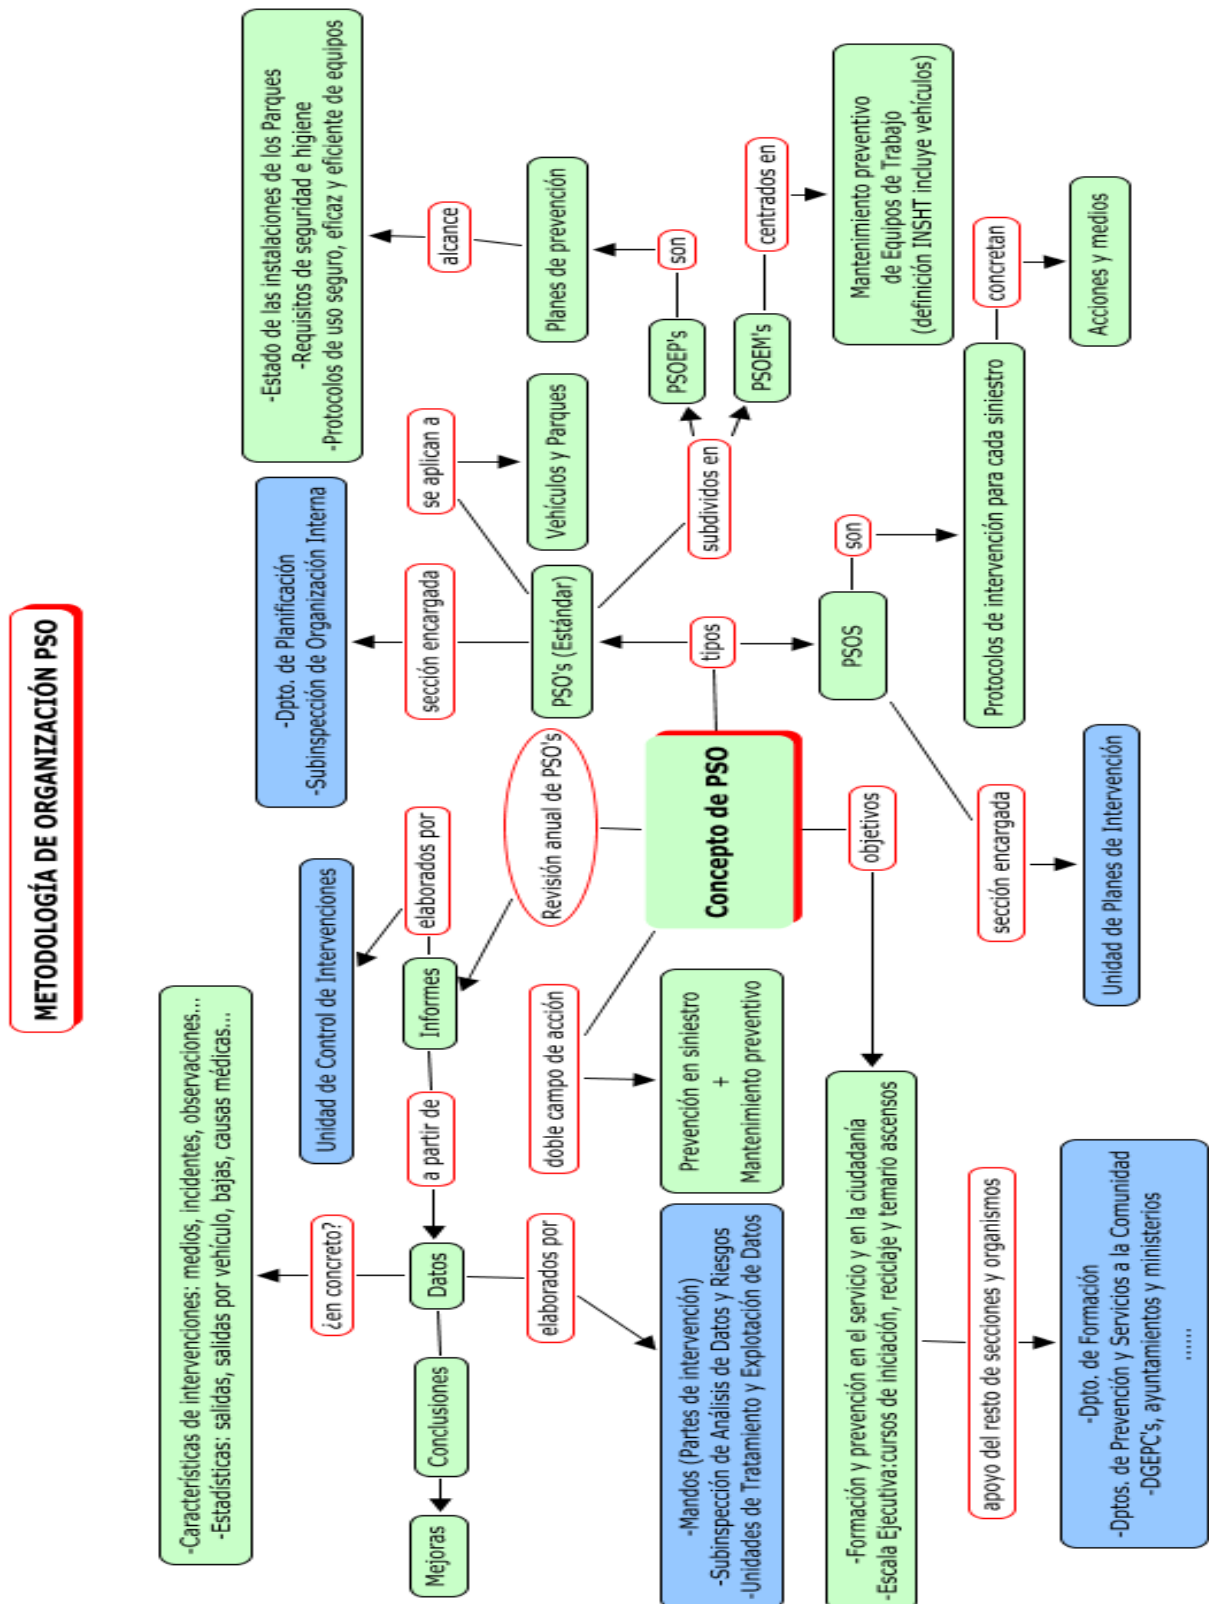 METODOLOGÍA DE ORGANIZACIÓN PSO
-Características de intervenciones: medios, incidentes, observaciones...
-Estadísticas: salidas, salidas por vehículo, bajas, causas médicas...
Unidad de Control de Intervenciones
-Dpto. de Planificación
-Subinspección de Organización Interna
-Estado de las instalaciones de los Parques
-Requisitos de seguridad e higiene
-Protocolos de uso seguro, eficaz y eficiente de equipos
¿en concreto?
elaborados por
sección encargada
se aplican a
alcance
Mejoras
Conclusiones
Datos
a partir de
Informes
elaborados por
doble campo de acción
Revisión anual de PSO's
PSO's (Estándar)
Vehículos y Parques
Planes de prevención
-Mandos (Partes de intervención)
-Subinspección de Análisis de Datos y Riesgos
-Unidades de Tratamiento y Explotación de Datos
Prevención en siniestro
+
Mantenimiento preventivo
Concepto de PSO
tipos
subdividos en
PSOEP's
son
PSOEM's
centrados en
Mantenimiento preventivo
de Equipos de Trabajo
(definición INSHT incluye vehículos)
-Formación y prevención en el servicio y en la ciudadanía
-Escala Ejecutiva:cursos de iniciación, reciclaje y temario ascensos
objetivos
PSOS
son
apoyo del resto de secciones y organismos
sección encargada
Protocolos de intervención para cada siniestro
concretan
-Dpto. de Formación
-Dptos. de Prevención y Servicios a la Comunidad
-DGEPC's, ayuntamientos y ministerios
......
Unidad de Planes de Intervención
Acciones y medios